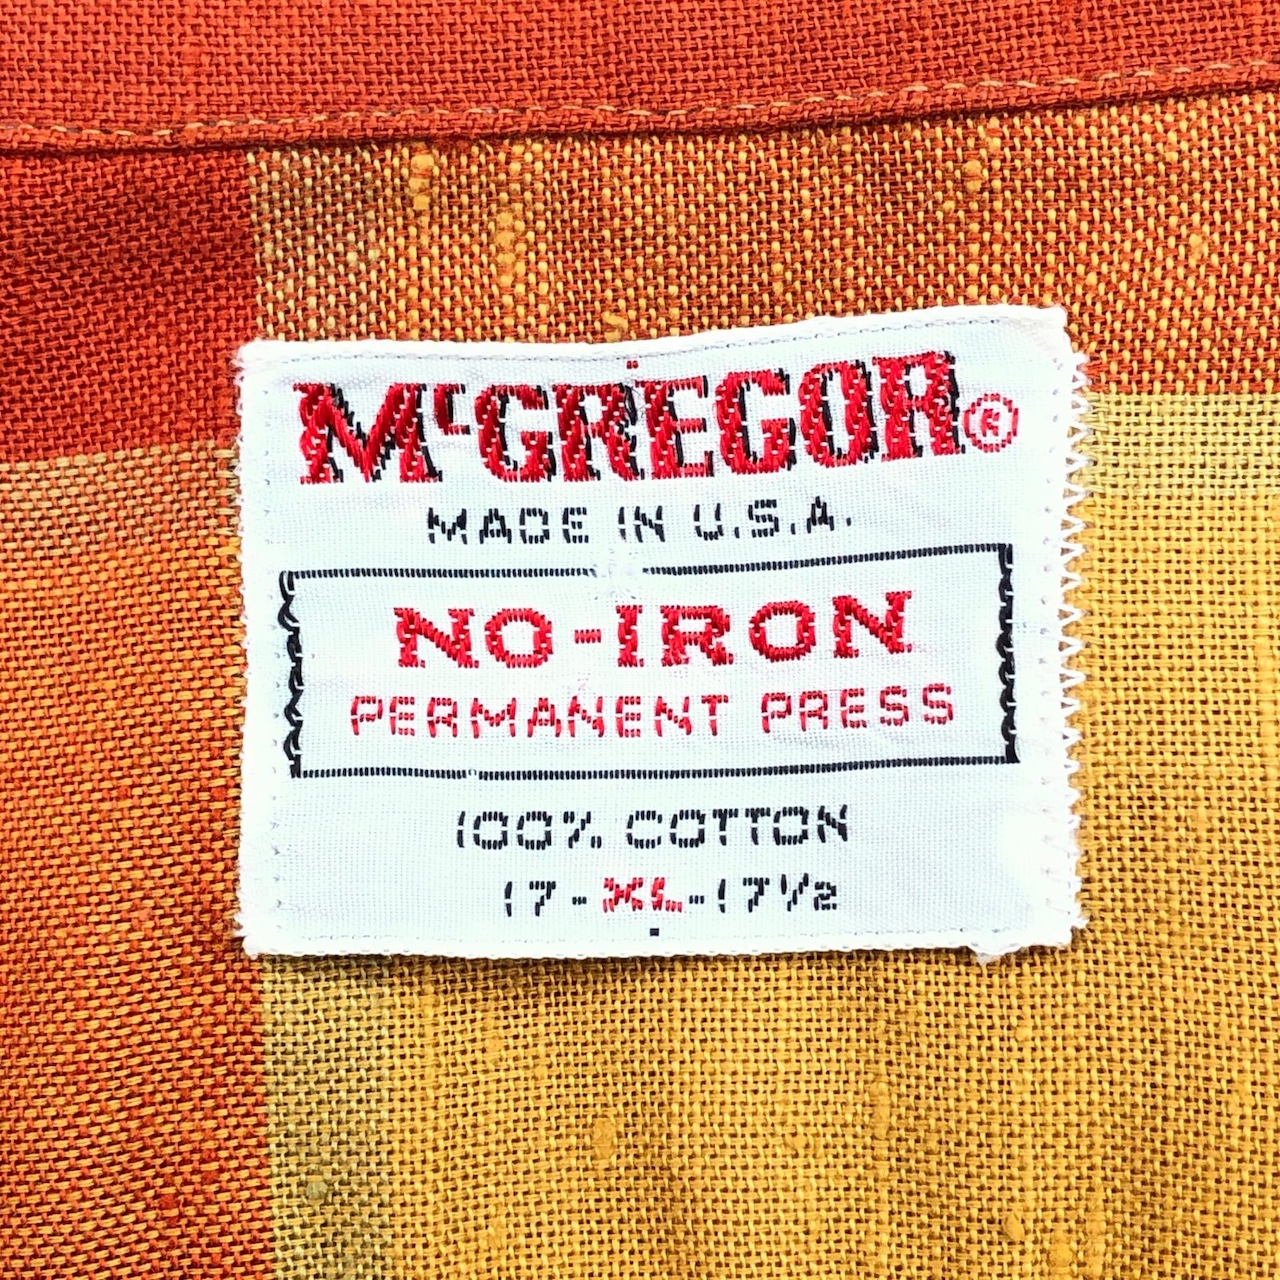 McGREGOR®
MADE IN U.S.A.
NO-IRON
PERMANENT PRESS
100% COTTON
17-XL-17½